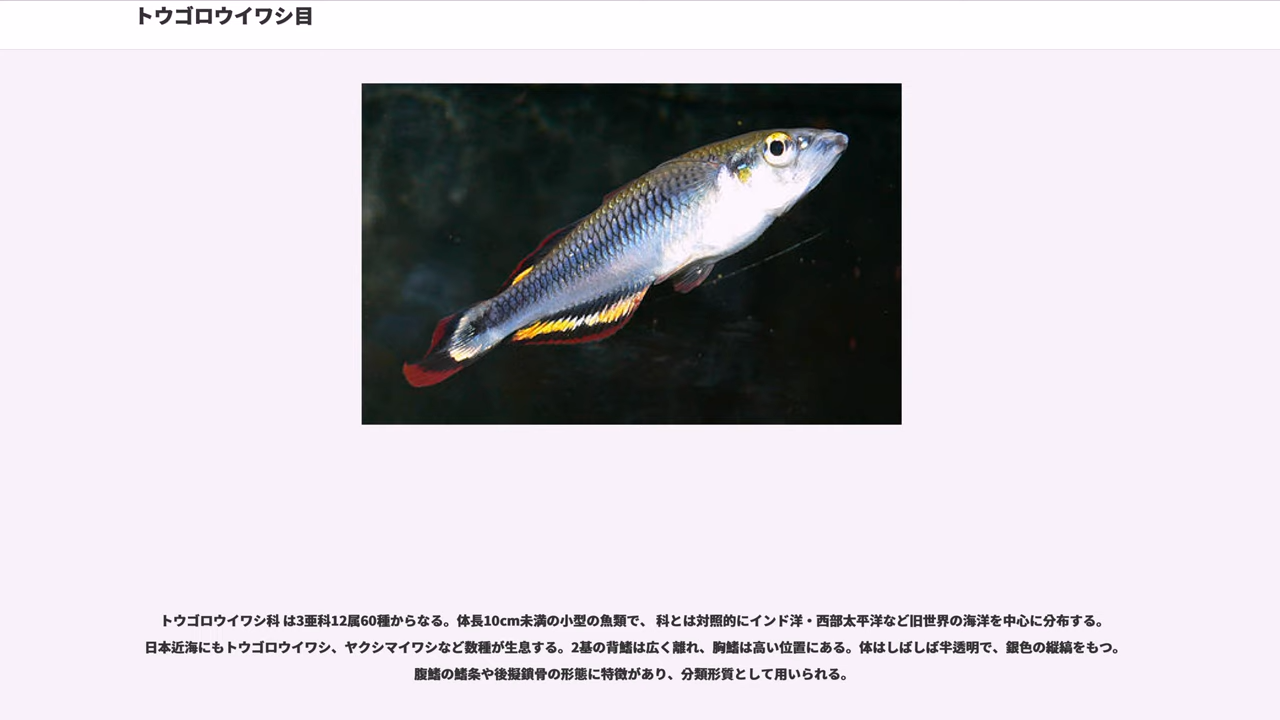 トウゴロウイワシ目
トウゴロウイワシ科 は3亜科12属60種からなる。体長10cm未満の小型の魚類で、 科とは対照的にインド洋・西部太平洋など旧世界の海洋を中心に分布する。
日本近海にもトウゴロウイワシ、ヤクシマイワシなど数種が生息する。2基の背鰭は広く離れ、胸鰭は高い位置にある。体はしばしば半透明で、銀色の縦縞をもつ。
腹鰭の鰭条や後擬鎖骨の形態に特徴があり、分類形質として用いられる。